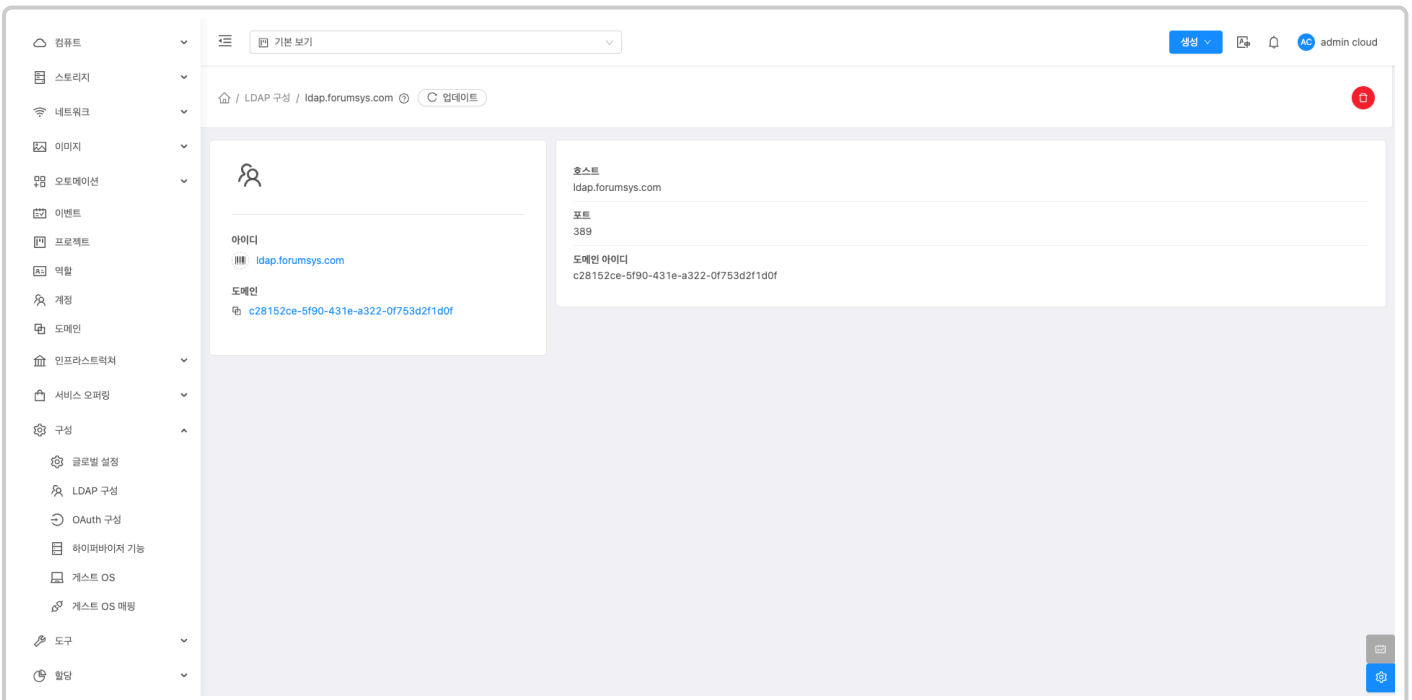 컴퓨트
스토리지
네트워크
이미지
오토메이션
이벤트
프로젝트
역할
계정
도메인
인프라스트럭쳐
서비스 오퍼링
구성
글로벌 설정
LDAP 구성
OAuth 구성
하이퍼바이저 기능
게스트 OS
게스트 OS 매핑
도구
할당
기본 보기
생성
AC admin cloud
/ LDAP 구성 / ldap.forumsys.com 업데이트
아이디
ldap.forumsys.com
도메인
c28152ce-5f90-431e-a322-0f753d2f1d0f
호스트
ldap.forumsys.com
포트
389
도메인 아이디
c28152ce-5f90-431e-a322-0f753d2f1d0f